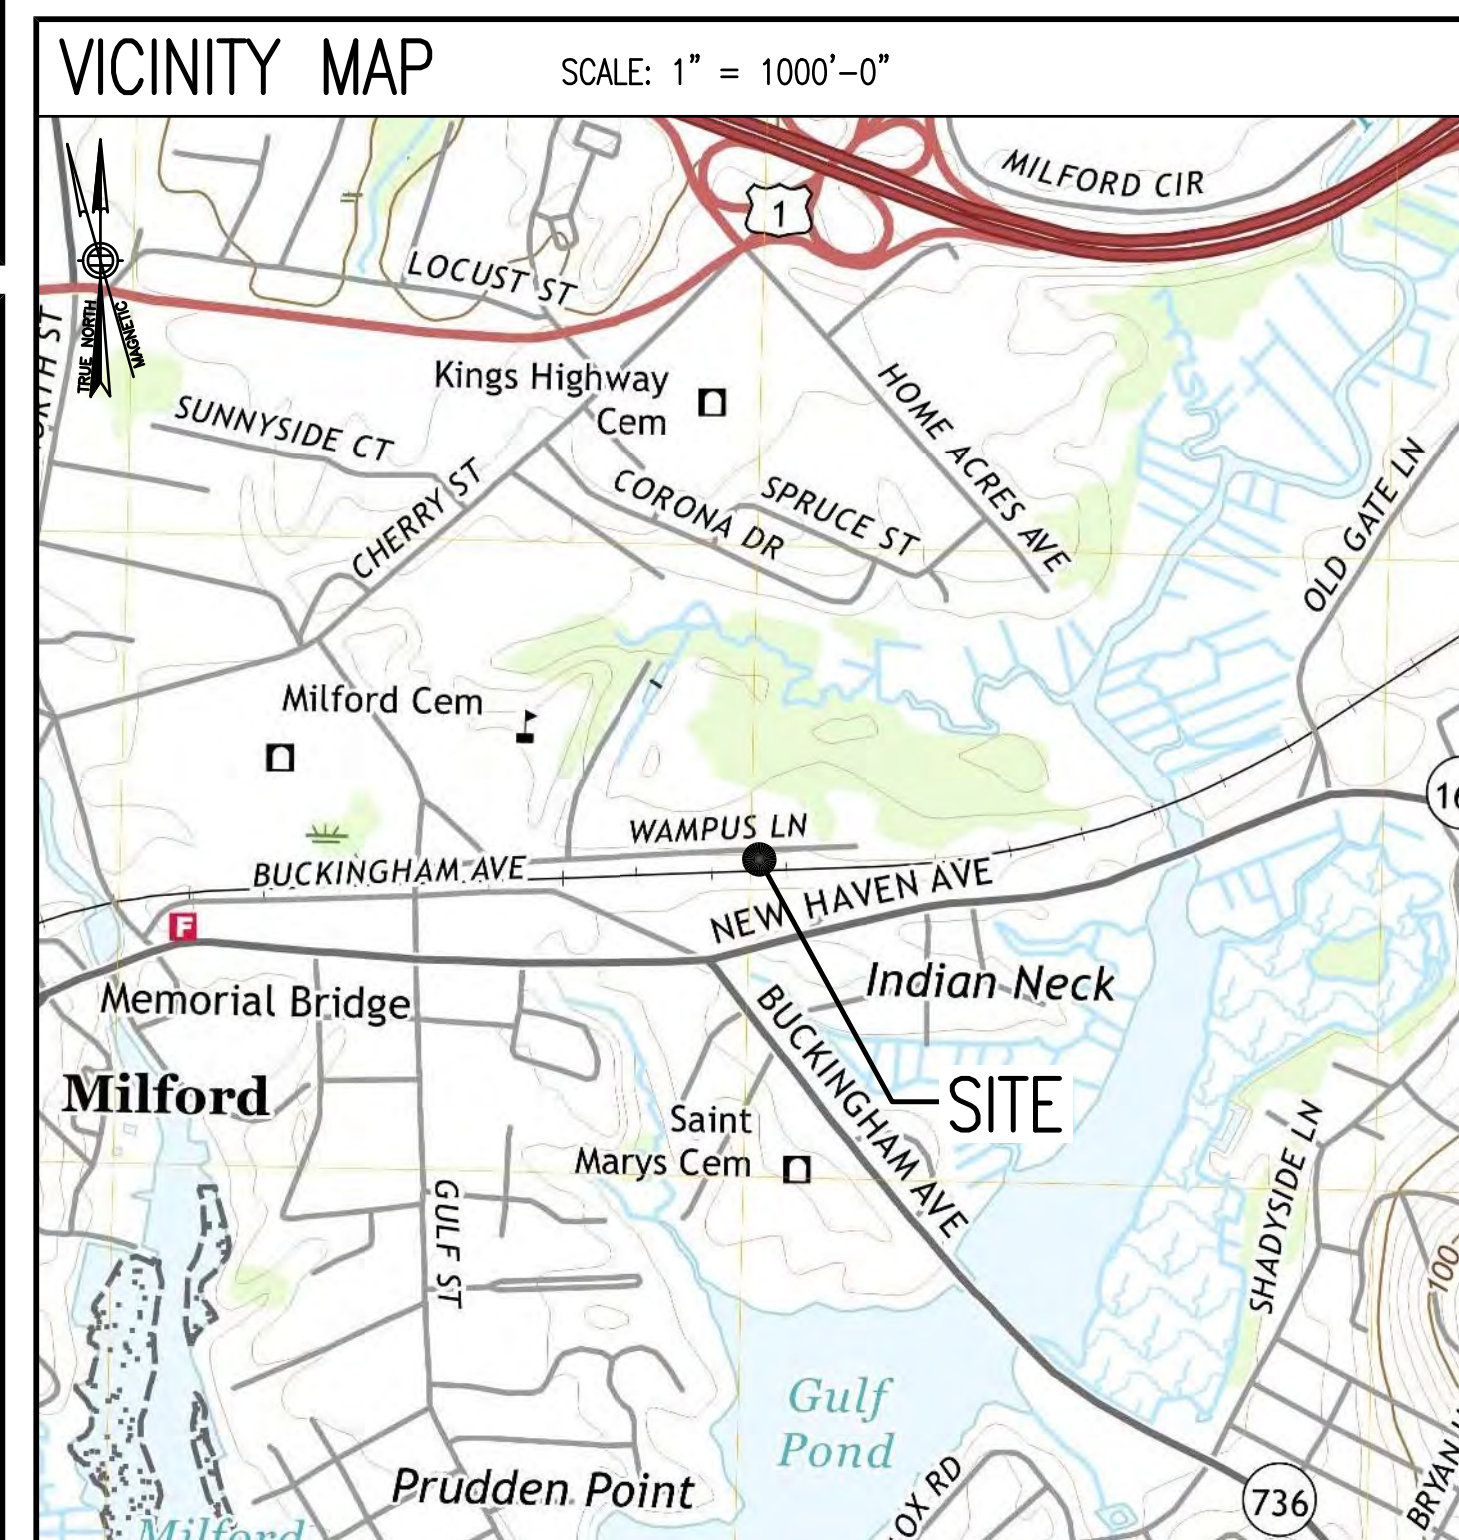 VICINITY MAP
SCALE: 1" = 1000'-0"
MILFORD CIR
1
LOCUST ST
TRUE NORTH
MAGNETIC
Kings Highway
Cem
HOME ACRES AVE
SUNNYSIDE CT
CHERRY ST
CORONA DR
SPRUCE ST
OLD GATE LN
Milford Cem
WAMPUS LN
BUCKINGHAM AVE
NEW HAVEN AVE
F
Memorial Bridge
Indian Neck
BUCKINGHAM AVE
Milford
SITE
Saint
Marys Cem
GULF ST
SHADYSIDE LN
100
Gulf
Pond
Prudden Point
736
Milford